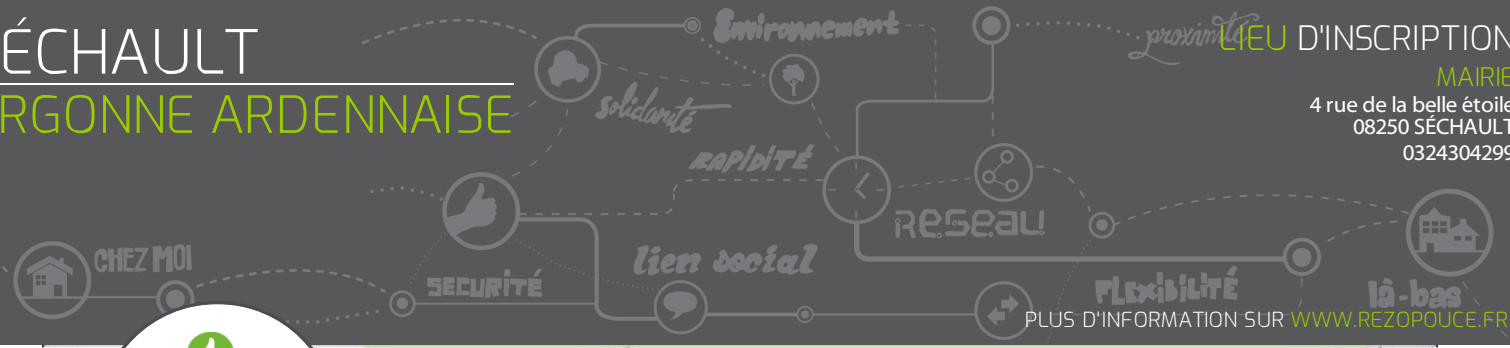 ÉCHAULT
RGONNE ARDENNAISE
LIEU D'INSCRIPTION
MAIRIE
4 rue de la belle étoile
08250 SÉCHAULT
0324304299
Environnement
proximité
solidarité
RAPIDITÉ
RESEAU
CHEZ MOI
SECURITÉ
lien social
FLEXIBILITÉ
là-bas
PLUS D'INFORMATION SUR WWW.REZOPOUCE.FR